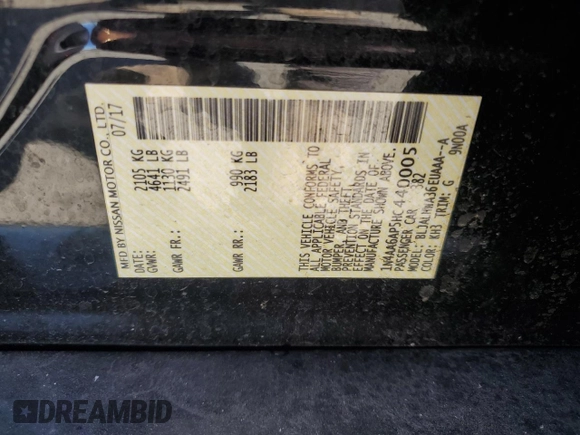 MFD BY NISSAN MOTOR CO., LTD.
DATE: 07/17
GVWR: 2105 KG
4641 LB
GAWR FR: 1130 KG
2491 LB
GAWR RR: 990 KG
2183 LB
THIS VEHICLE CONFORMS TO
ALL APPLICABLE FEDERAL
MOTOR VEHICLE SAFETY,
BUMPER, AND THEFT
PREVENTION STANDARDS IN
EFFECT ON THE DATE OF
MANUFACTURE SHOWN ABOVE.
1N4AA6AP5HC440005
PASSENGER CAR 382
MODEL:
COLOR: KH3 TRIM: G 9N00A
DREAMBID